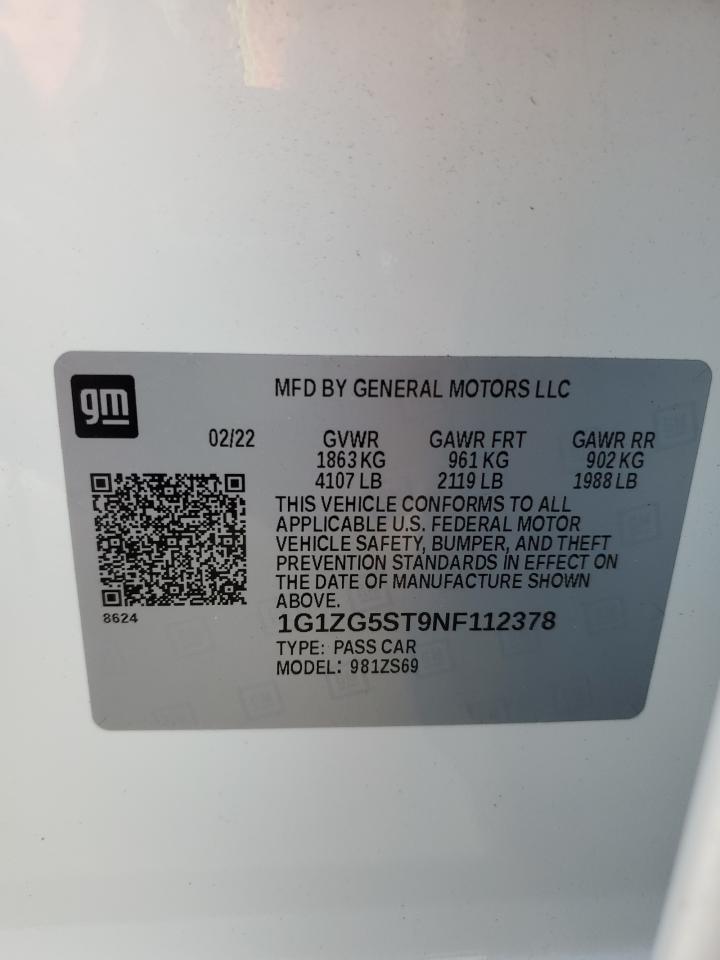 gm
MFD BY GENERAL MOTORS LLC
02/22 GVWR GAWR FRT GAWR RR
1863 KG 961 KG 902 KG
4107 LB 2119 LB 1988 LB
THIS VEHICLE CONFORMS TO ALL
APPLICABLE U.S. FEDERAL MOTOR
VEHICLE SAFETY, BUMPER, AND THEFT
PREVENTION STANDARDS IN EFFECT ON
THE DATE OF MANUFACTURE SHOWN
ABOVE.
8624
1G1ZG5ST9NF112378
TYPE: PASS CAR
MODEL: 981ZS69